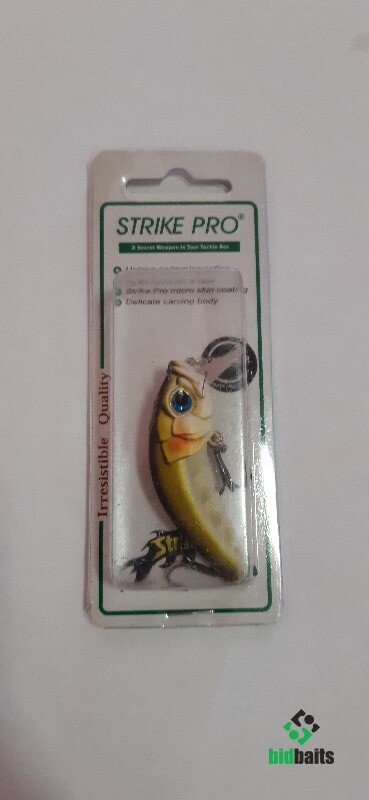 STRIKE PRO®
A Secret Weapon in Your Tackle Box
Strike Pro micro skin coating
Delicate carving body
Irresistible Quality
Stri
bidbaits